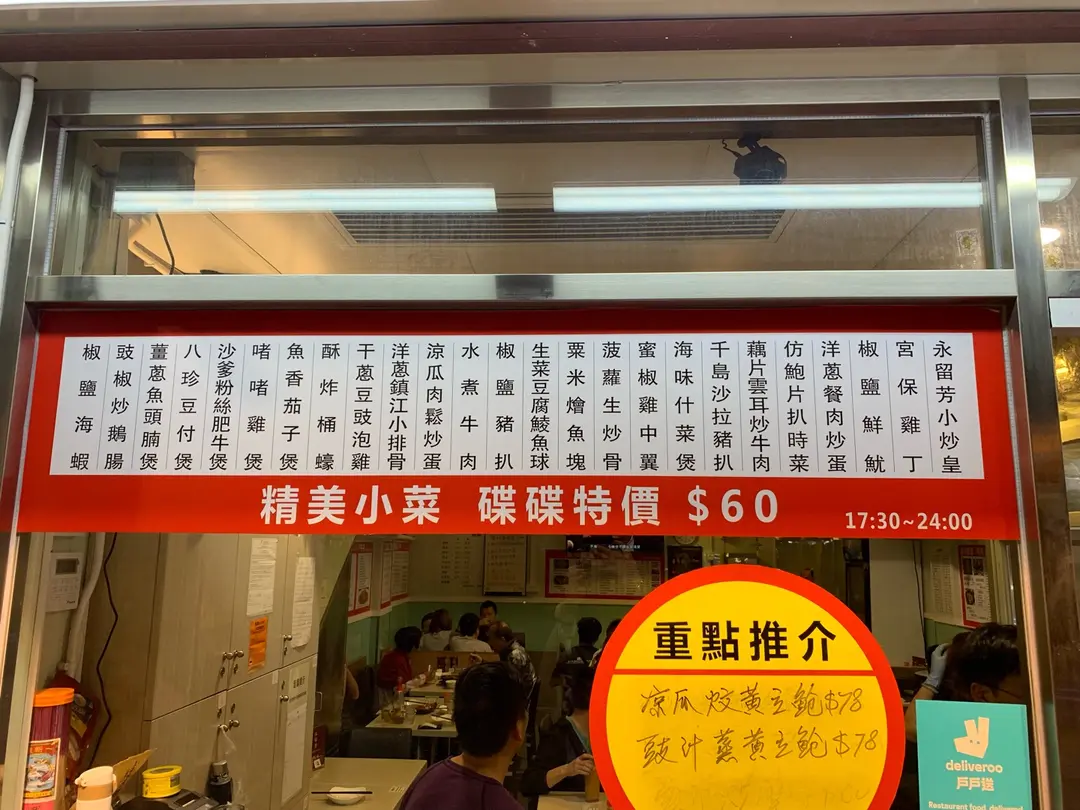 永留芳小炒皇
宮保雞丁
椒鹽鮮魷
洋蔥餐肉炒蛋
仿鮑片扒時菜
藕片雲耳炒牛肉
千島沙拉豬扒
海味什菜煲
蜜椒雞中翼
菠蘿生炒骨
粟米燴魚塊
生菜豆腐鯪魚球
椒鹽豬扒
水煮牛肉
涼瓜肉鬆炒蛋
洋蔥鎮江小排骨
干蔥豆豉泡雞
酥炸桶蠔
魚香茄子煲
啫啫雞煲
沙爹粉絲肥牛煲
八珍豆付煲
薑蔥魚頭腩煲
豉椒炒鵝腸
椒鹽海蝦
精美小菜 碟碟特價 $60
17:30~24:00
重點推介
凉瓜炆黃立鯧$78
豉汁蒸黃立鯧$78
deliveroo
戶戶送
Restaurant food, delivered